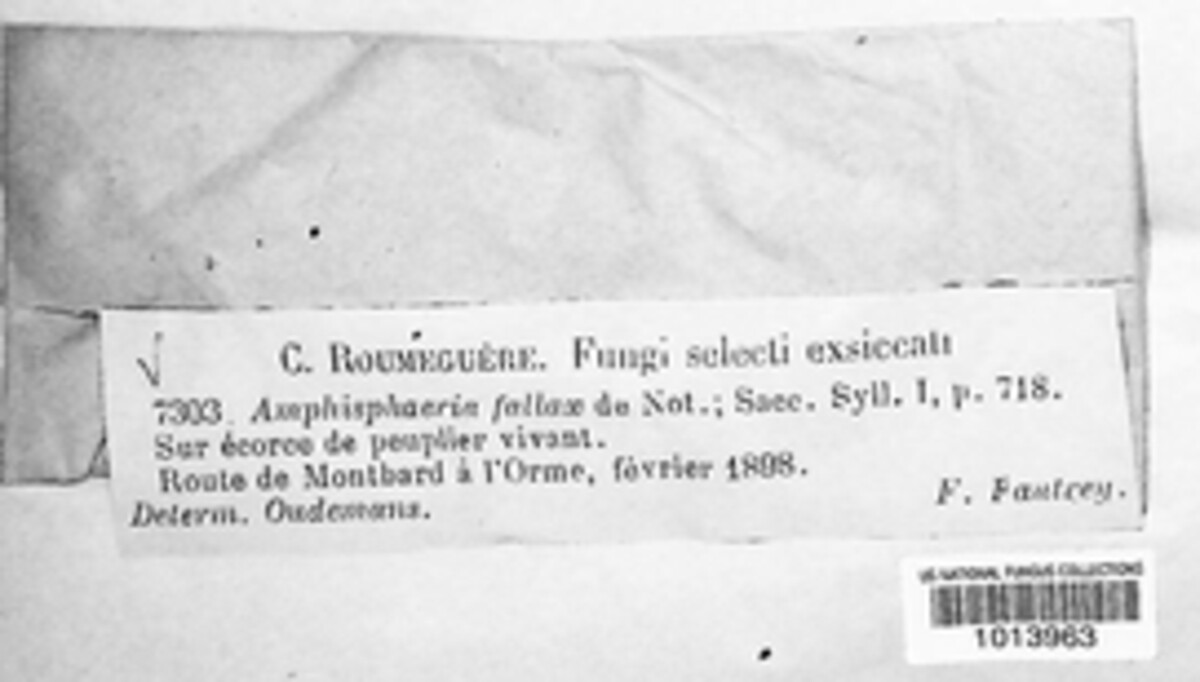 C. ROUMEGUÈRE. Fungi selecti exsiccati
7303. Amphisphaeria fallax de Not.; Sacc. Syll. I, p. 718.
Sur écorce de peuplier vivant.
Route de Montbard à l'Orme, février 1898.
Determ. Oudemans.
F. Fautrey.
US NATIONAL FUNGUS COLLECTIONS
1013963